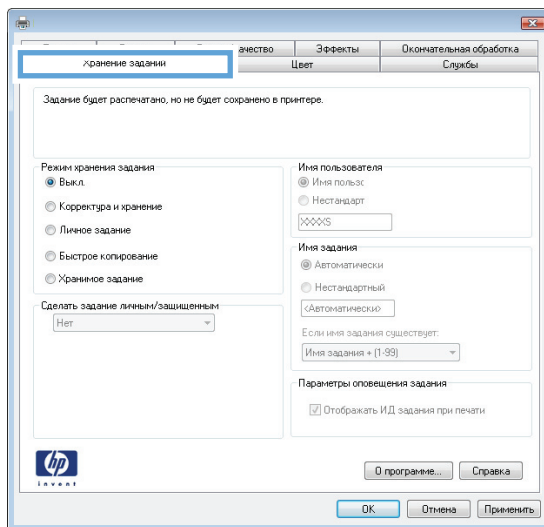 ачество
Эффекты
Окончательная обработка
Хранение заданий
Цвет
Службы
Задание будет распечатано, но не будет сохранено в принтере.
Режим хранения задания
Выкл.
Корректура и хранение
Личное задание
Быстрое копирование
Хранимое задание
Сделать задание личным/защищенным
Нет
Имя пользователя
Имя пользс
Нестандарт
XXXXS
Имя задания
Автоматически
Нестандартный
<Автоматически>
Если имя задания существует:
Имя задания + (1-99)
Параметры оповещения задания
Отображать ИД задания при печати
hp
invent
О программе...
Справка
OK
Отмена
Применить